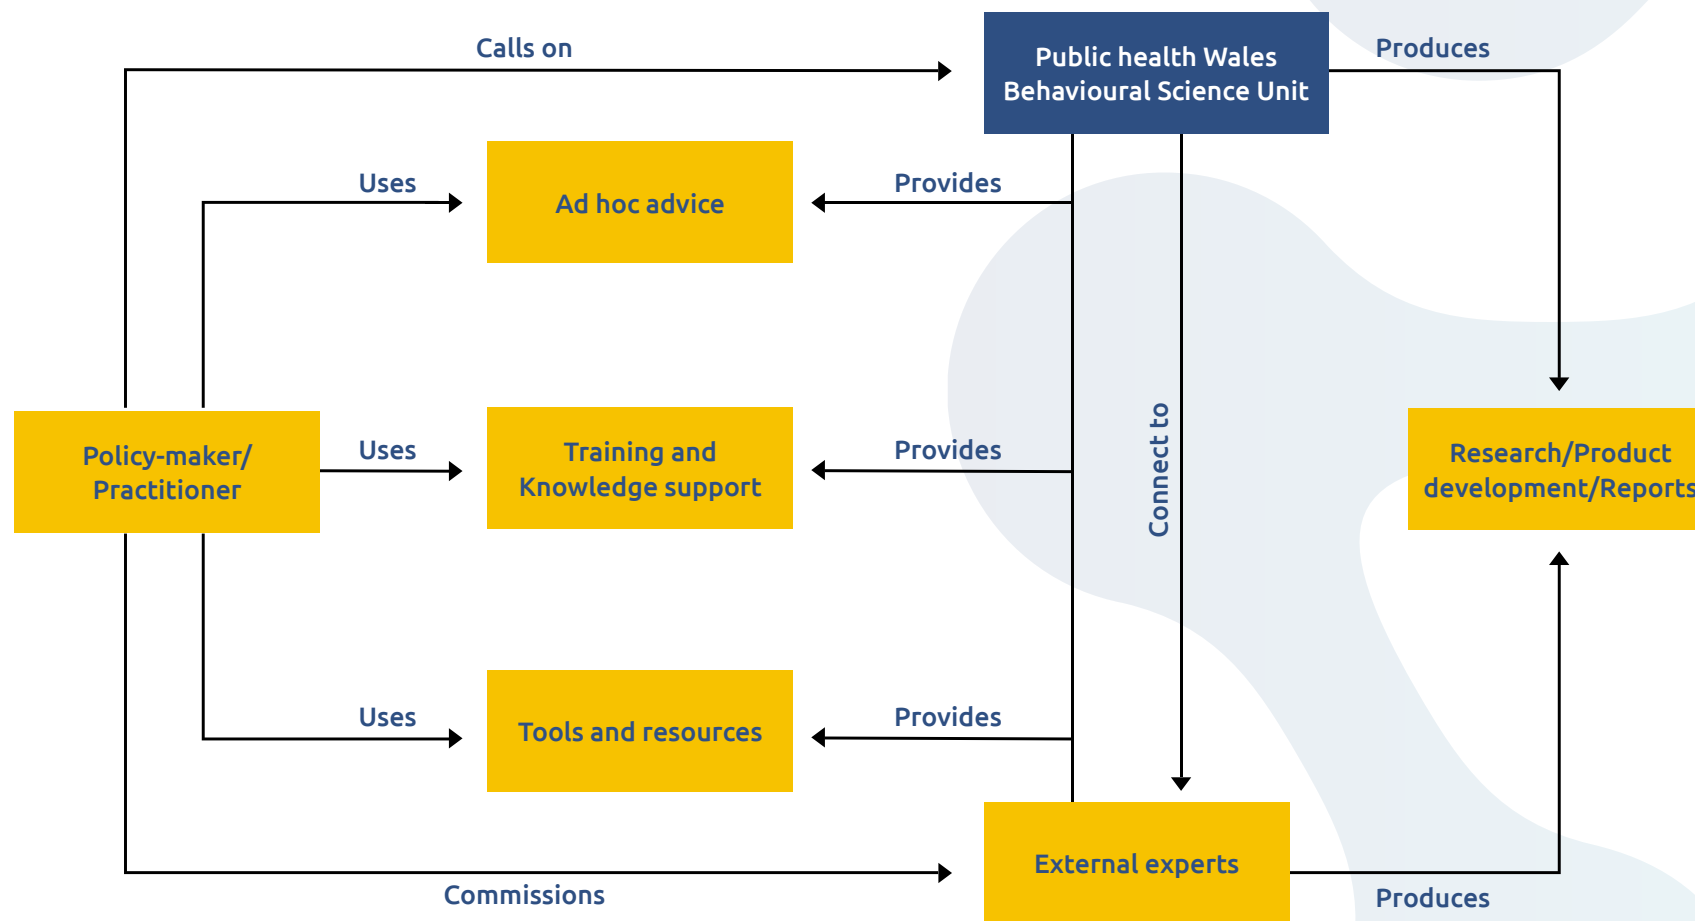 Calls on
Public health Wales
Behavioural Science Unit
Produces
Uses
Ad hoc advice
Provides
Policy-maker/
Practitioner
Uses
Training and
Knowledge support
Provides
Connect to
Research/Product
development/Reports
Uses
Tools and resources
Provides
Commissions
External experts
Produces